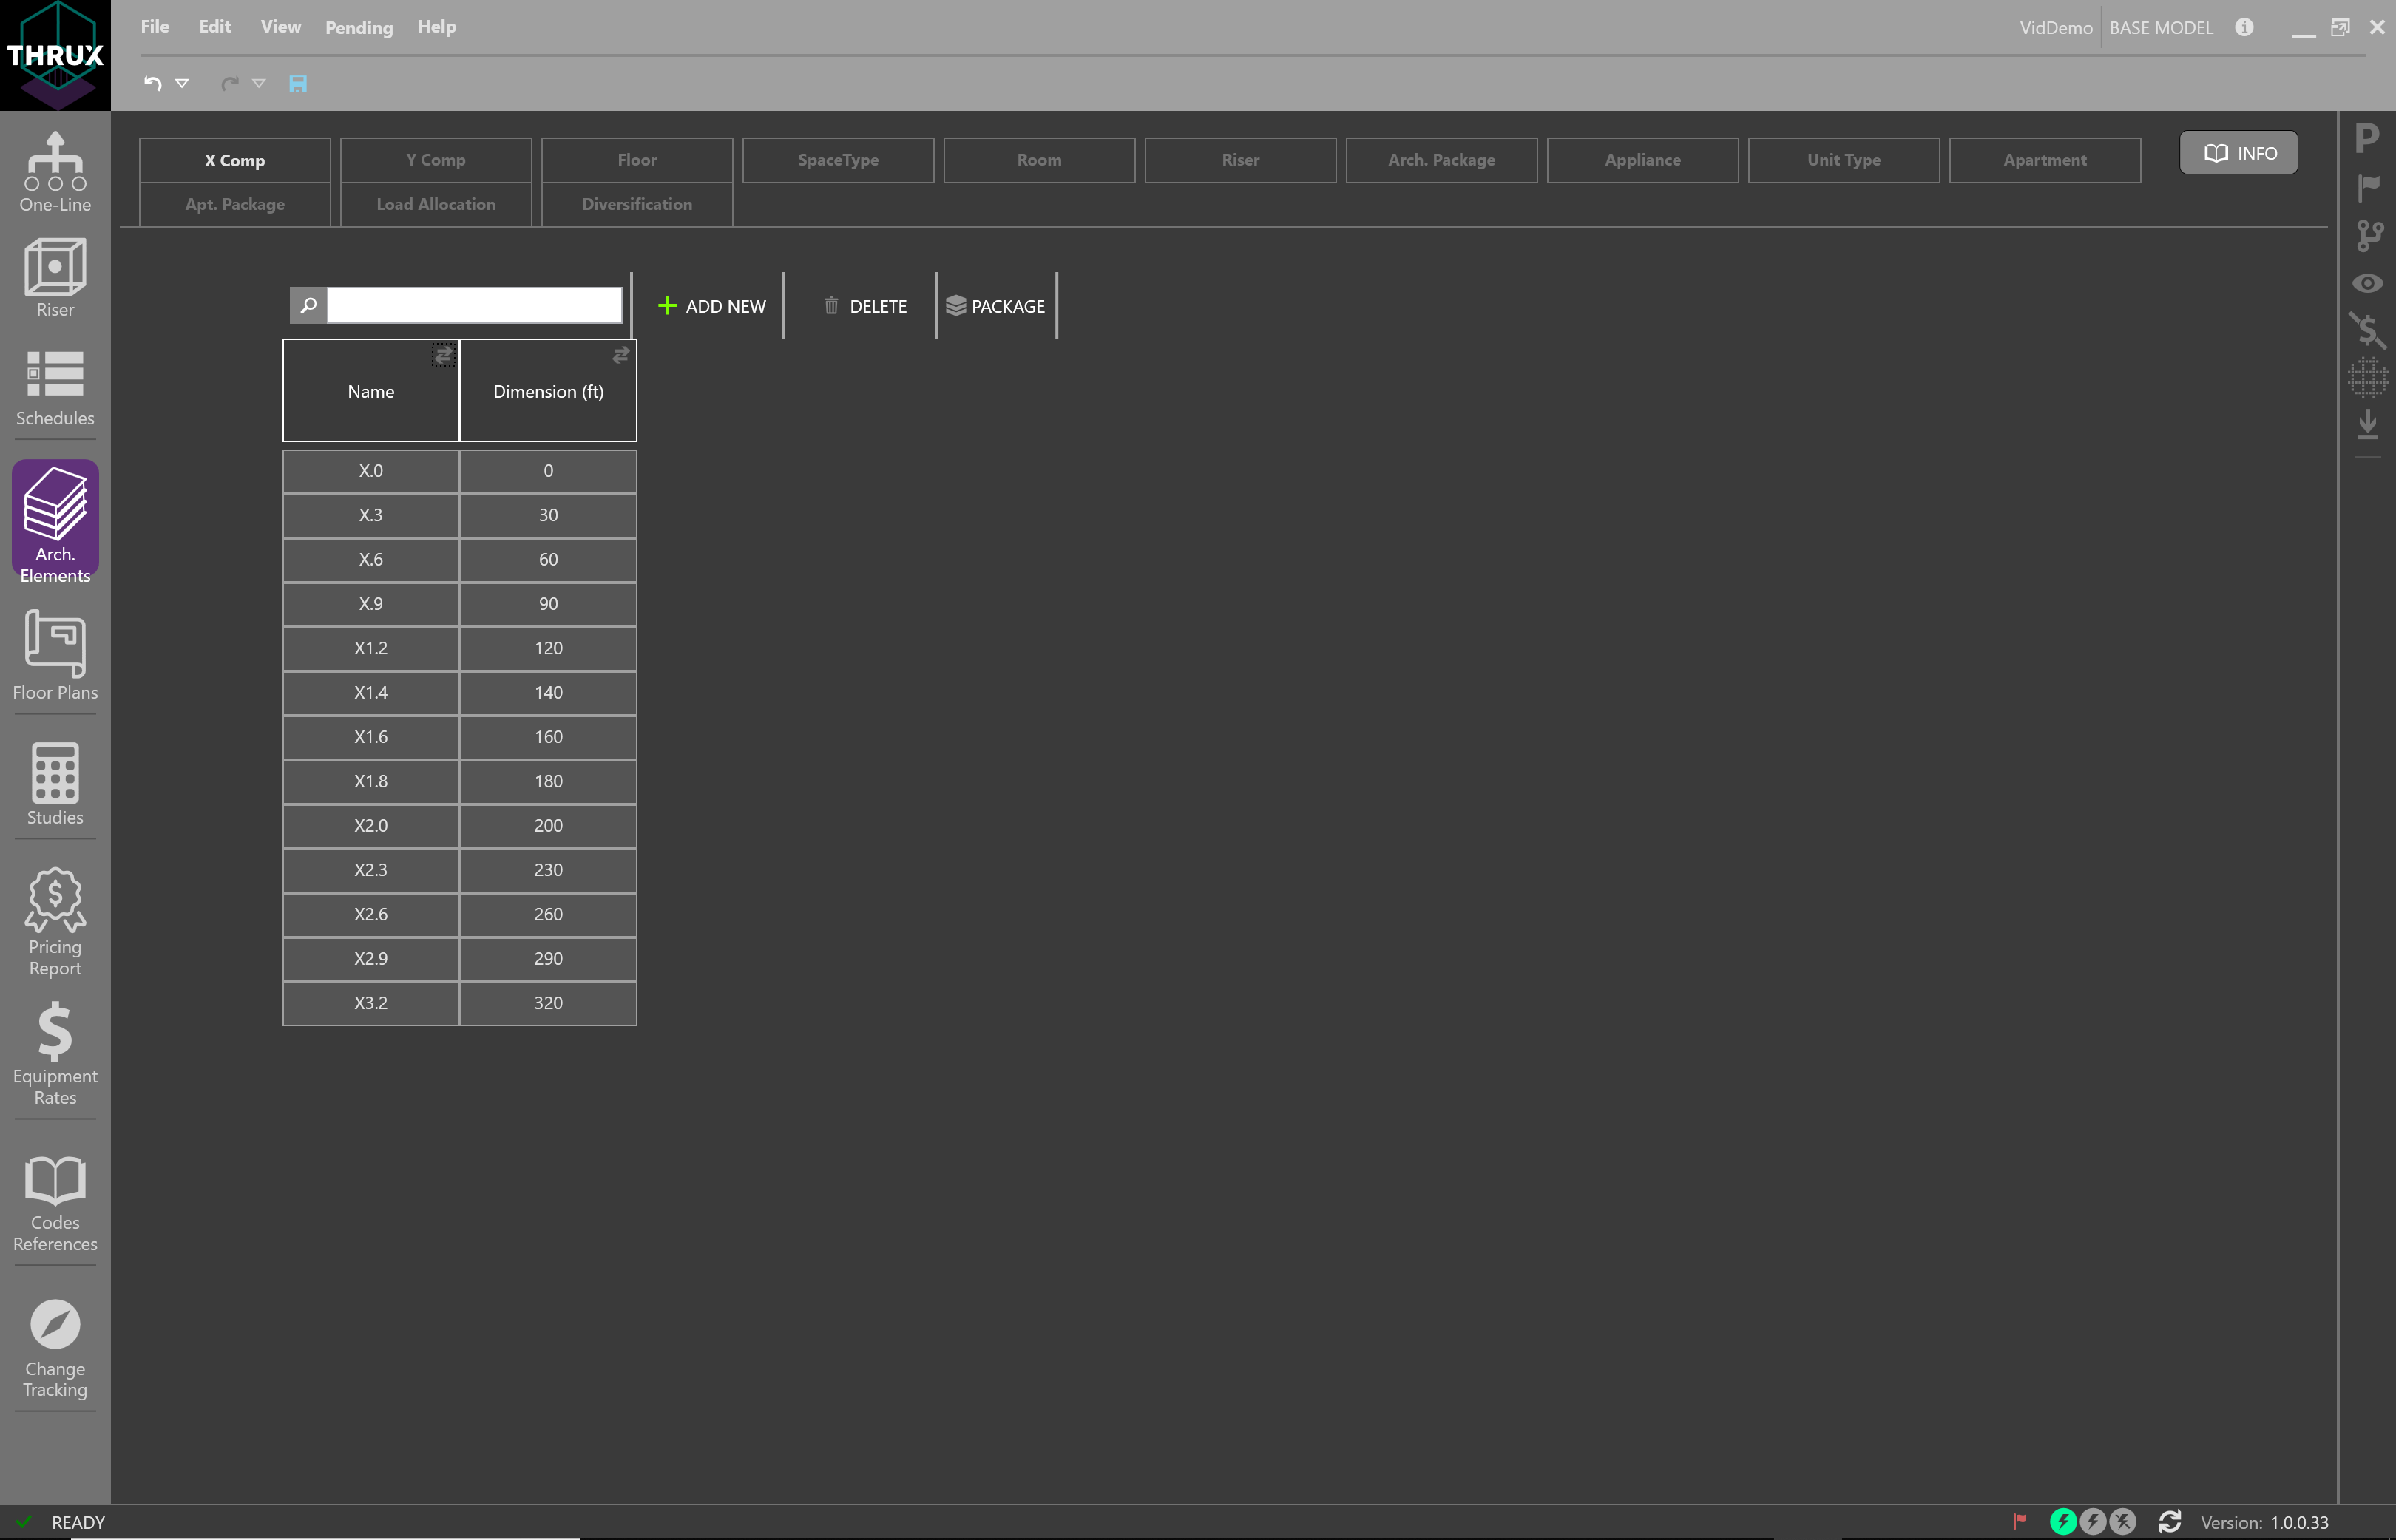 THRUX
File Edit View Pending Help
VidDemo BASE MODEL
One-Line
Riser
Schedules
Arch.
Elements
Floor Plans
Studies
Pricing
Report
Equipment
Rates
Codes
References
Change
Tracking
X Comp Y Comp Floor SpaceType Room Riser Arch. Package Appliance Unit Type Apartment
INFO
Apt. Package Load Allocation Diversification
ADD NEW DELETE PACKAGE
Name Dimension (ft)
X.0 0
X.3 30
X.6 60
X.9 90
X1.2 120
X1.4 140
X1.6 160
X1.8 180
X2.0 200
X2.3 230
X2.6 260
X2.9 290
X3.2 320
P
READY
Version: 1.0.0.33